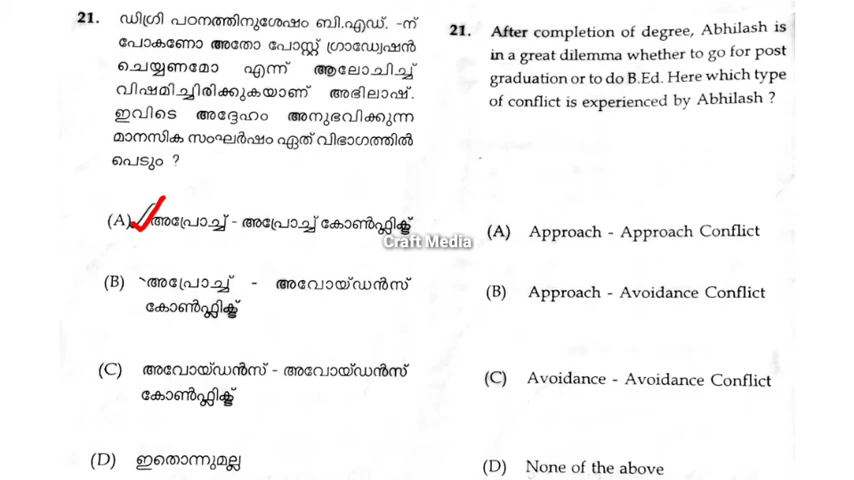 21. ഡിഗ്രി പഠനത്തിനുശേഷം ബി.എഡ്. -ന്
പോകണോ അതോ പോസ്റ്റ് ഗ്രാഡ്വേഷൻ
ചെയ്യണമോ എന്ന് ആലോചിച്ച്
വിഷമിച്ചിരിക്കുകയാണ് അഭിലാഷ്.
ഇവിടെ അദ്ദേഹം അനുഭവിക്കുന്ന
മാനസിക സംഘർഷം ഏത് വിഭാഗത്തിൽ
പെടും ?
(A) അപ്രോച്ച് - അപ്രോച്ച് കോൺഫ്ലിക്ട്
(B) അപ്രോച്ച് - അവോയ്ഡൻസ്
കോൺഫ്ലിക്ട്
(C) അവോയ്ഡൻസ് - അവോയ്ഡൻസ്
കോൺഫ്ലിക്ട്
(D) ഇതൊന്നുമല്ല
21. After completion of degree, Abhilash is
in a great dilemma whether to go for post
graduation or to do B.Ed. Here which type
of conflict is experienced by Abhilash ?
(A) Approach - Approach Conflict
(B) Approach - Avoidance Conflict
(C) Avoidance - Avoidance Conflict
(D) None of the above
Craft Media